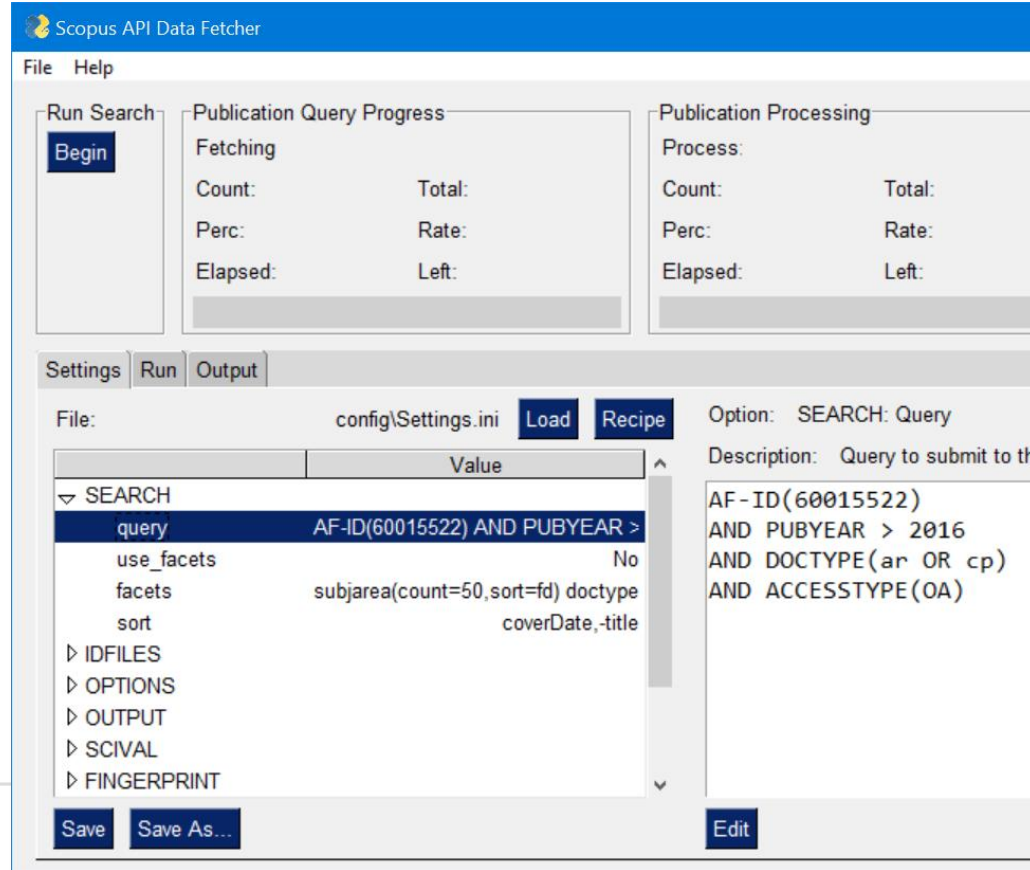 Scopus API Data Fetcher
File Help
Run Search
Begin
Publication Query Progress
Fetching
Count: Total:
Perc: Rate:
Elapsed: Left:
Publication Processing
Process:
Count: Total:
Perc: Rate:
Elapsed: Left:
Settings Run Output
File: config\Settings.ini Load Recipe
Value
SEARCH
query AF-ID(60015522) AND PUBYEAR >
use_facets No
facets subjarea(count=50,sort=fd) doctype
sort coverDate,-title
IDFILES
OPTIONS
OUTPUT
SCIVAL
FINGERPRINT
Save Save As...
Option: SEARCH: Query
Description: Query to submit to th
AF-ID(60015522)
AND PUBYEAR > 2016
AND DOCTYPE(ar OR cp)
AND ACCESSTYPE(OA)
Edit